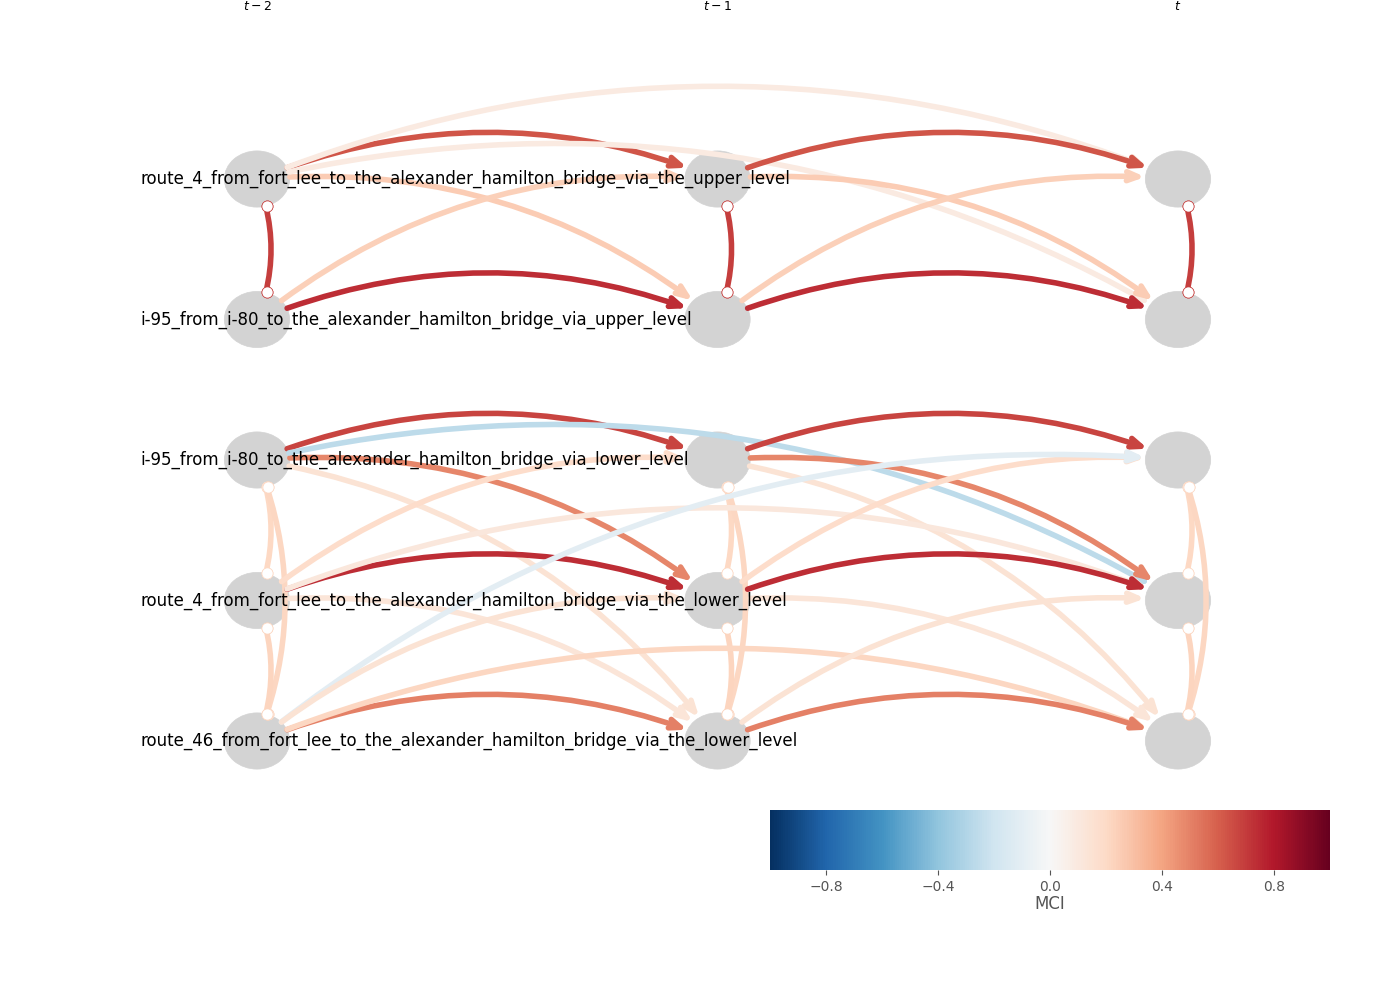 t − 2 t − 1 t
route_4_from_fort_lee_to_the_alexander_hamilton_bridge_via_the_upper_level
i-95_from_i-80_to_the_alexander_hamilton_bridge_via_upper_level
i-95_from_i-80_to_the_alexander_hamilton_bridge_via_lower_level
route_4_from_fort_lee_to_the_alexander_hamilton_bridge_via_the_lower_level
route_46_from_fort_lee_to_the_alexander_hamilton_bridge_via_the_lower_level
−0.8 −0.4 0.0 0.4 0.8
MCI